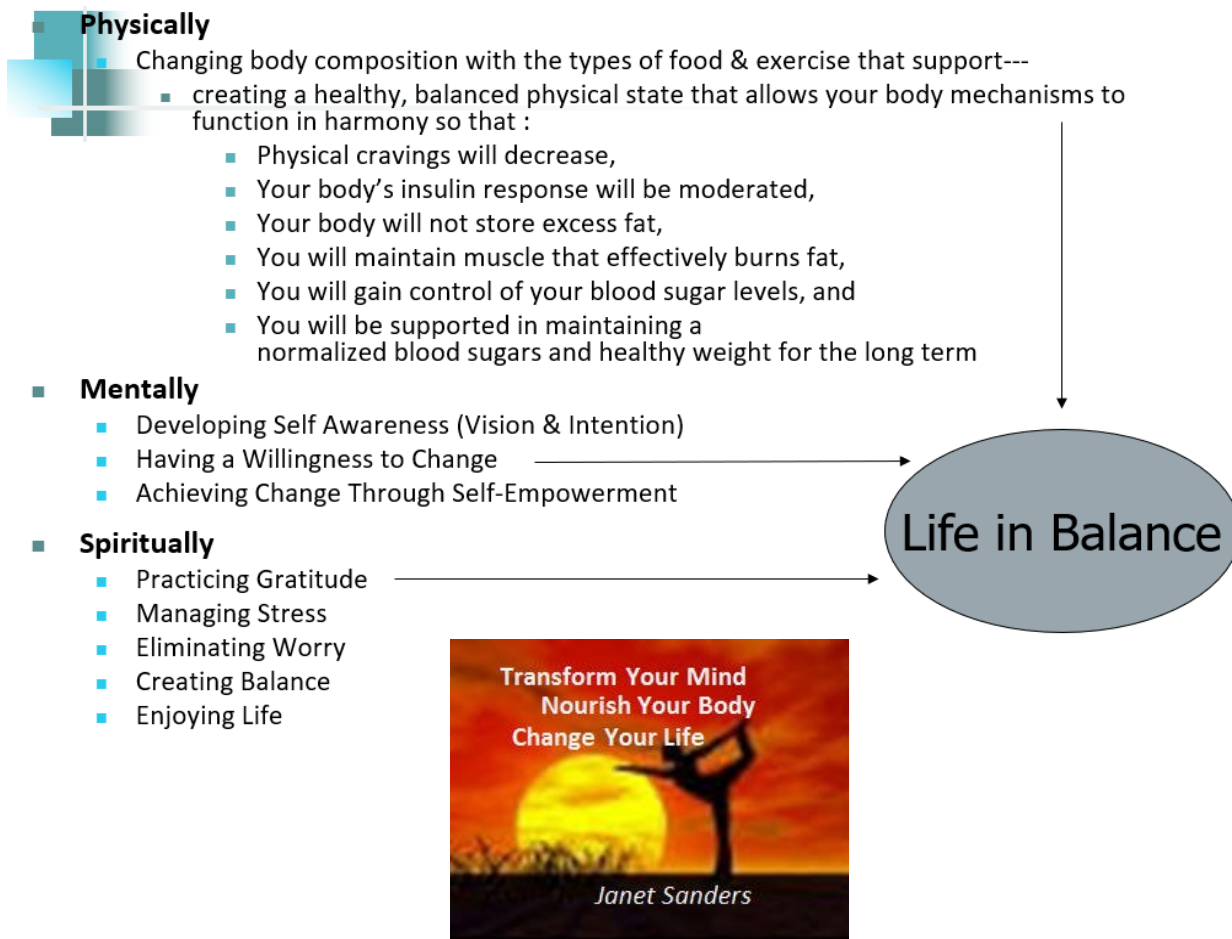 Physically
Changing body composition with the types of food & exercise that support---
creating a healthy, balanced physical state that allows your body mechanisms to
function in harmony so that :
Physical cravings will decrease,
Your body’s insulin response will be moderated,
Your body will not store excess fat,
You will maintain muscle that effectively burns fat,
You will gain control of your blood sugar levels, and
You will be supported in maintaining a
normalized blood sugars and healthy weight for the long term
Mentally
Developing Self Awareness (Vision & Intention)
Having a Willingness to Change
Achieving Change Through Self-Empowerment
Life in Balance
Spiritually
Practicing Gratitude
Managing Stress
Eliminating Worry
Creating Balance
Enjoying Life
Transform Your Mind
Nourish Your Body
Change Your Life
Janet Sanders